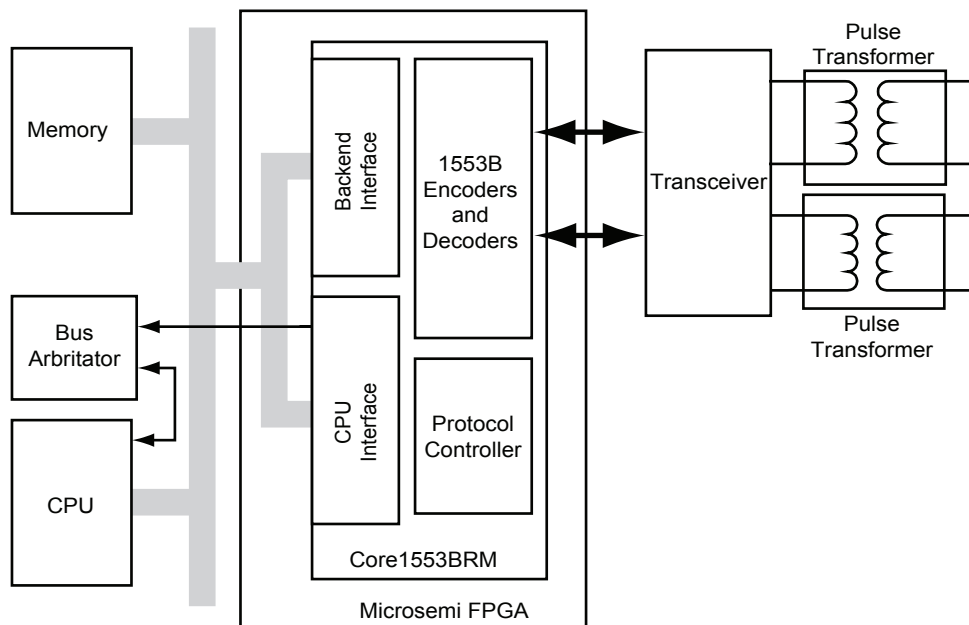 Memory
Bus
Arbritator
CPU
Backend
Interface
CPU
Interface
1553B
Encoders
and
Decoders
Protocol
Controller
Core1553BRM
Microsemi FPGA
Transceiver
Pulse
Transformer
Pulse
Transformer